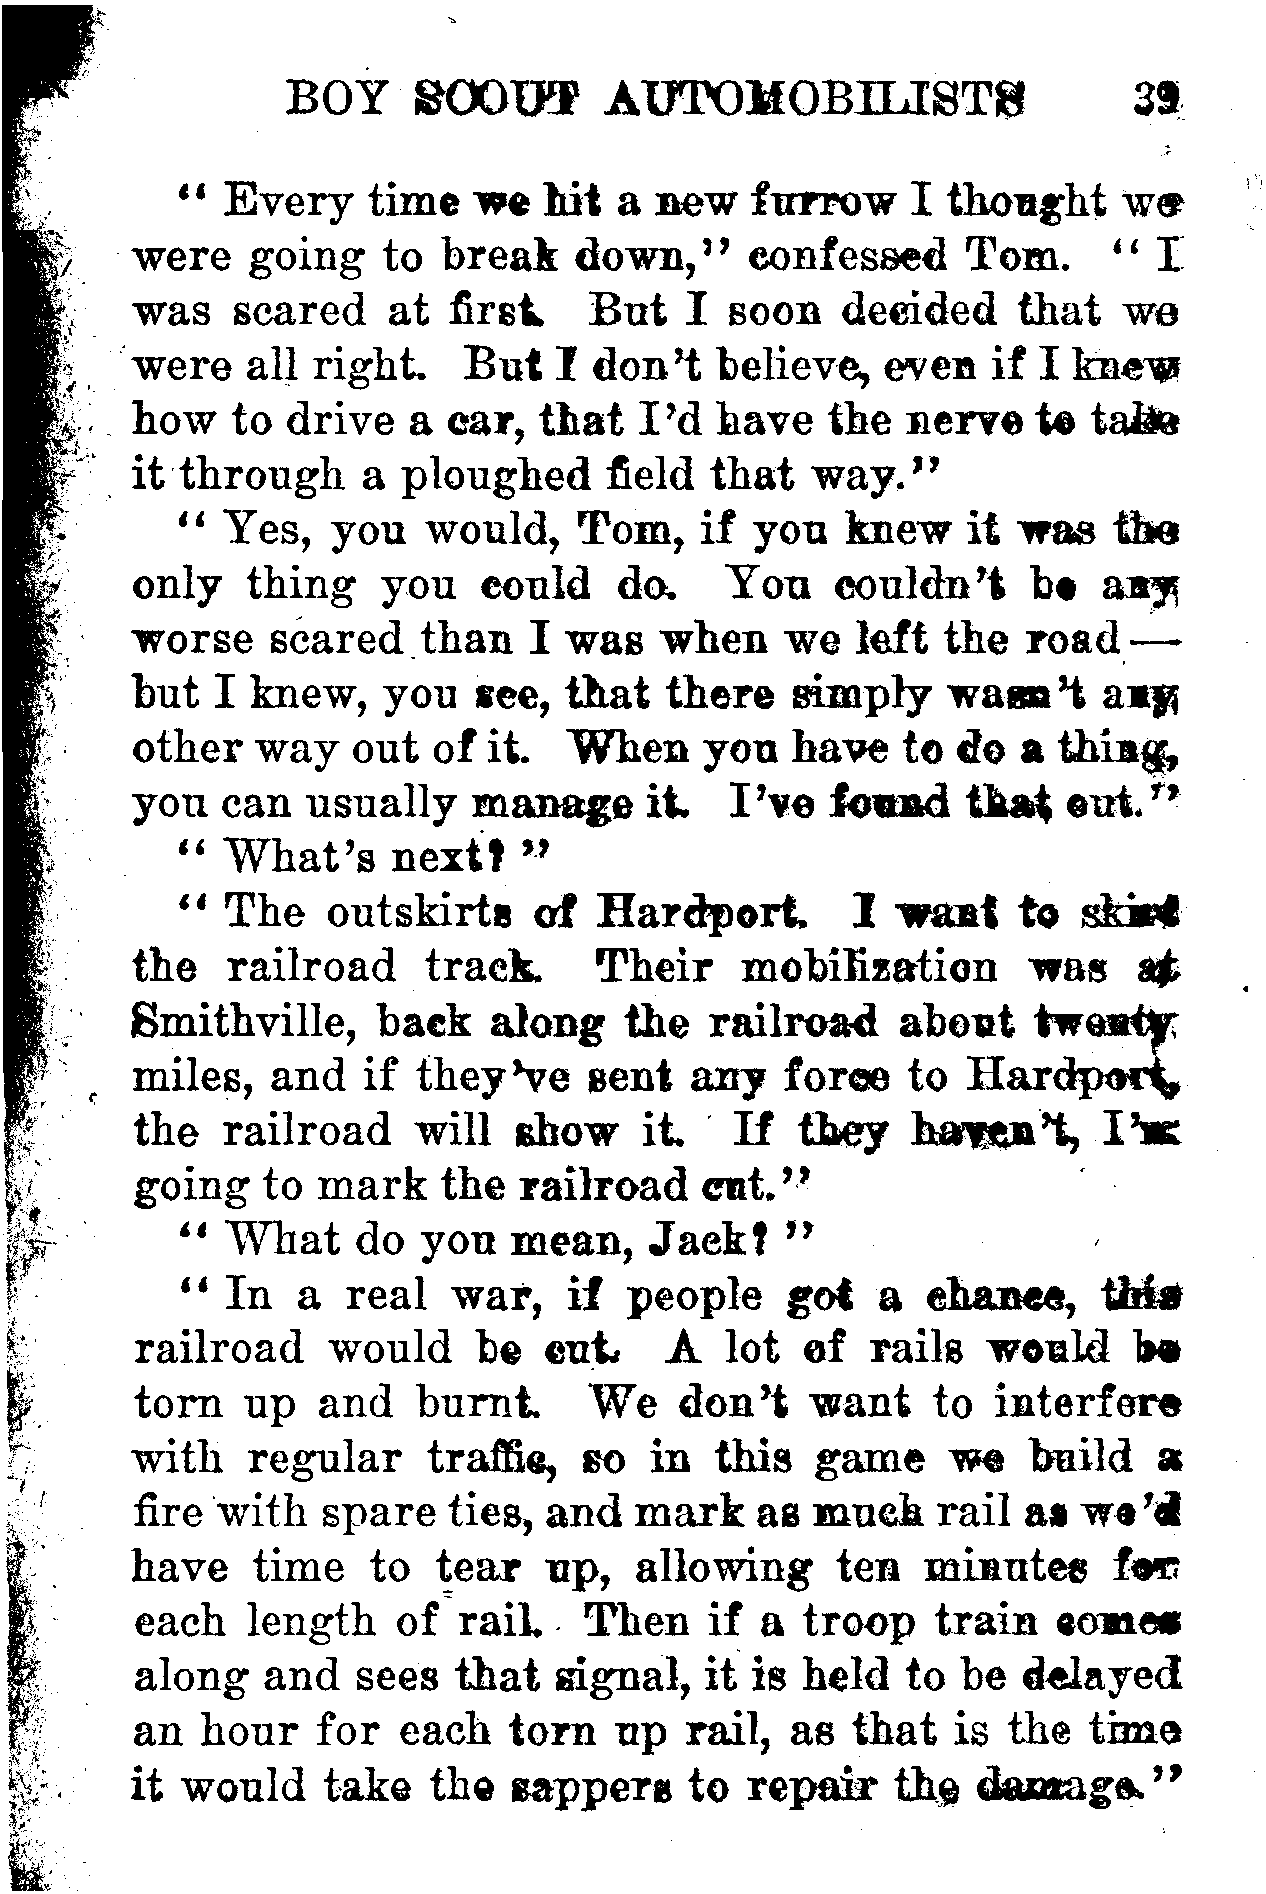 BOY SCOUT AUTOMOBILISTS 39
"Every time we hit a new furrow I thought we
were going to break down," confessed Tom. "I
was scared at first. But I soon decided that we
were all right. But I don't believe, even if I knew
how to drive a car, that I'd have the nerve to take
it through a ploughed field that way."
"Yes, you would, Tom, if you knew it was the
only thing you could do. You couldn't be any
worse scared than I was when we left the road—
but I knew, you see, that there simply wasn't any
other way out of it. When you have to do a thing,
you can usually manage it. I've found that out."
"What's next?"
"The outskirts of Hardport. I want to skirt
the railroad track. Their mobilization was at
Smithville, back along the railroad about twenty
miles, and if they've sent any force to Hardport,
the railroad will show it. If they haven't, I'm
going to mark the railroad cut."
"What do you mean, Jack?"
"In a real war, if people got a chance, this
railroad would be cut. A lot of rails would be
torn up and burnt. We don't want to interfere
with regular traffic, so in this game we build a
fire with spare ties, and mark as much rail as we'd
have time to tear up, allowing ten minutes for
each length of rail. Then if a troop train comes
along and sees that signal, it is held to be delayed
an hour for each torn up rail, as that is the time
it would take the sappers to repair the damage."